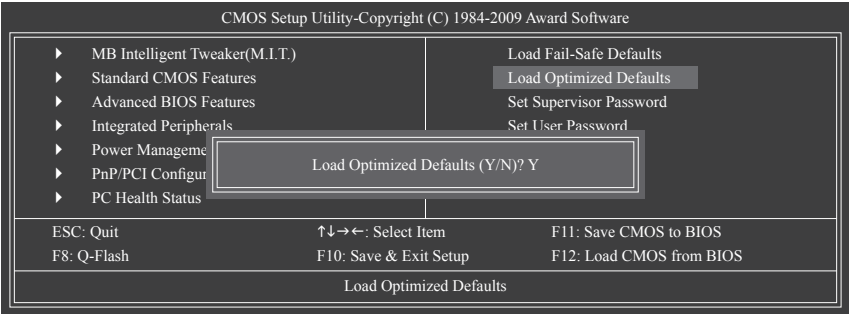 CMOS Setup Utility-Copyright (C) 1984-2009 Award Software
MB Intelligent Tweaker(M.I.T.)
Standard CMOS Features
Advanced BIOS Features
Integrated Peripherals
Power Manageme
PnP/PCI Configur
PC Health Status
Load Fail-Safe Defaults
Load Optimized Defaults
Set Supervisor Password
Set User Password
Load Optimized Defaults (Y/N)? Y
ESC: Quit
↑↓→←: Select Item
F11: Save CMOS to BIOS
F8: Q-Flash
F10: Save & Exit Setup
F12: Load CMOS from BIOS
Load Optimized Defaults